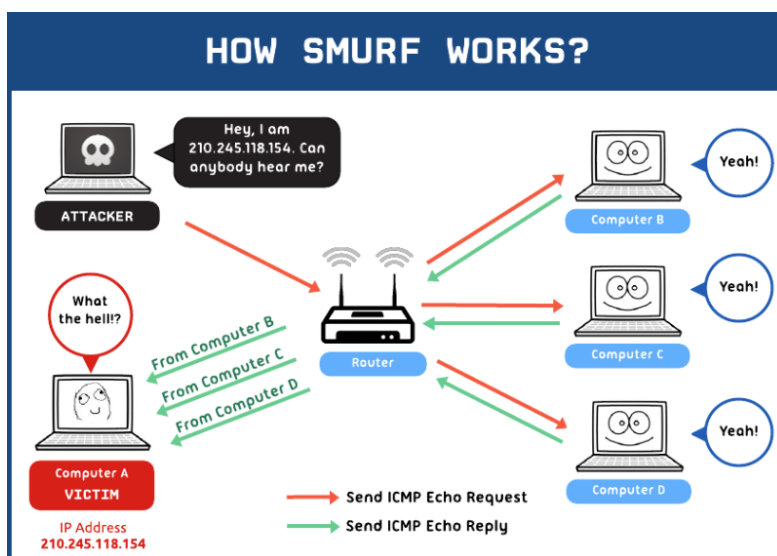 HOW SMURF WORKS?
Hey, I am
210.245.118.154. Can
anybody hear me?
ATTACKER
Yeah!
Computer B
What
the hell!?
From Computer B
From Computer C
From Computer D
Router
Yeah!
Computer C
Computer A
VICTIM
IP Address
210.245.118.154
Yeah!
Computer D
Send ICMP Echo Request
Send ICMP Echo Reply